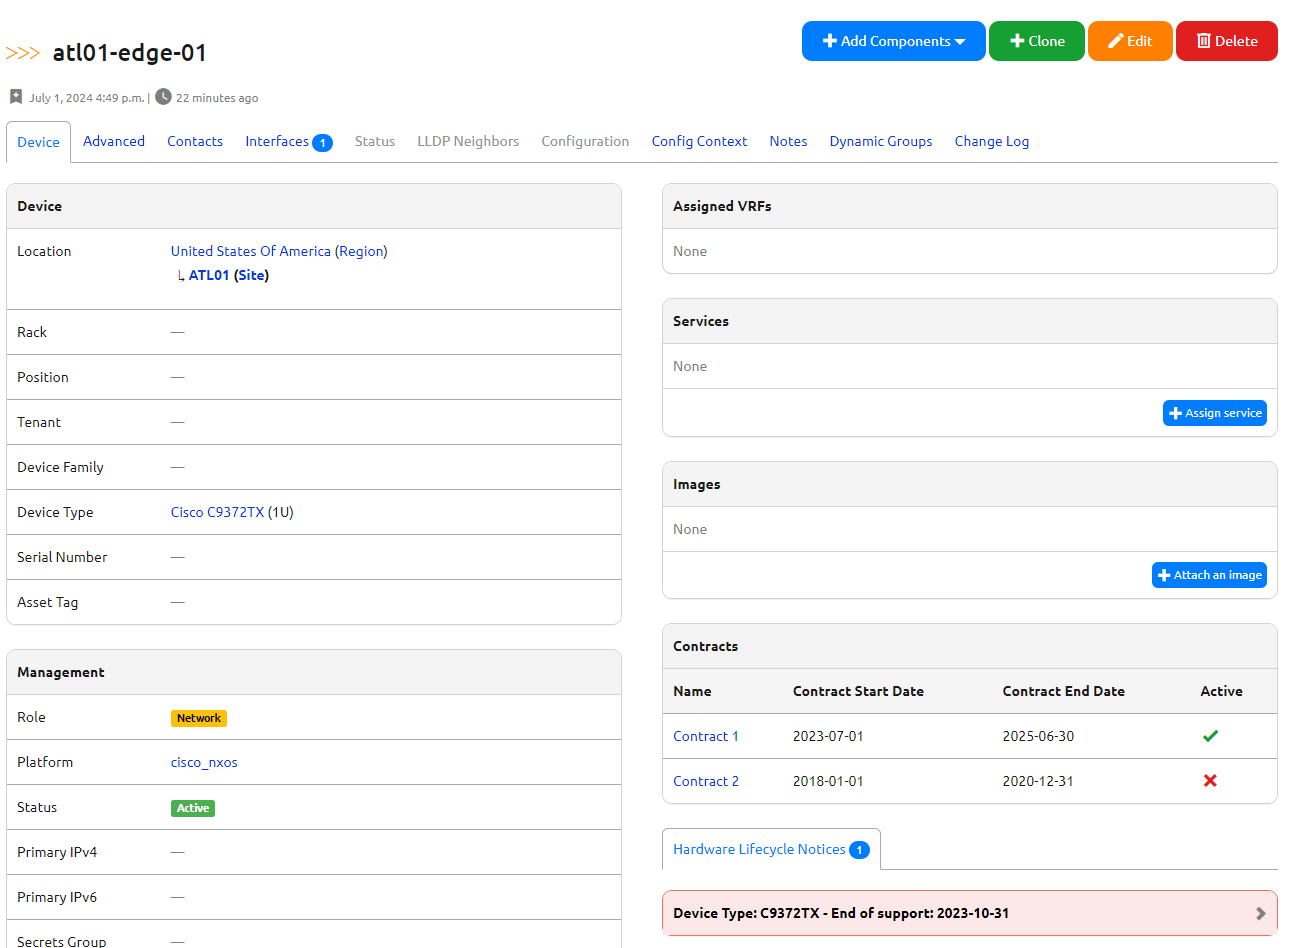 >>> atl01-edge-01
Add Components
Clone
Edit
Delete
July 1, 2024 4:49 p.m. | 22 minutes ago
Device Advanced Contacts Interfaces 1 Status LLDP Neighbors Configuration Config Context Notes Dynamic Groups Change Log
Device
Location United States Of America (Region)
↳ ATL01 (Site)
Rack —
Position —
Tenant —
Device Family —
Device Type Cisco C9372TX (1U)
Serial Number —
Asset Tag —
Management
Role Network
Platform cisco_nxos
Status Active
Primary IPv4 —
Primary IPv6 —
Secrets Group —
Assigned VRFs
None
Services
None
Assign service
Images
None
Attach an image
Contracts
Name Contract Start Date Contract End Date Active
Contract 1 2023-07-01 2025-06-30
Contract 2 2018-01-01 2020-12-31
Hardware Lifecycle Notices 1
Device Type: C9372TX - End of support: 2023-10-31